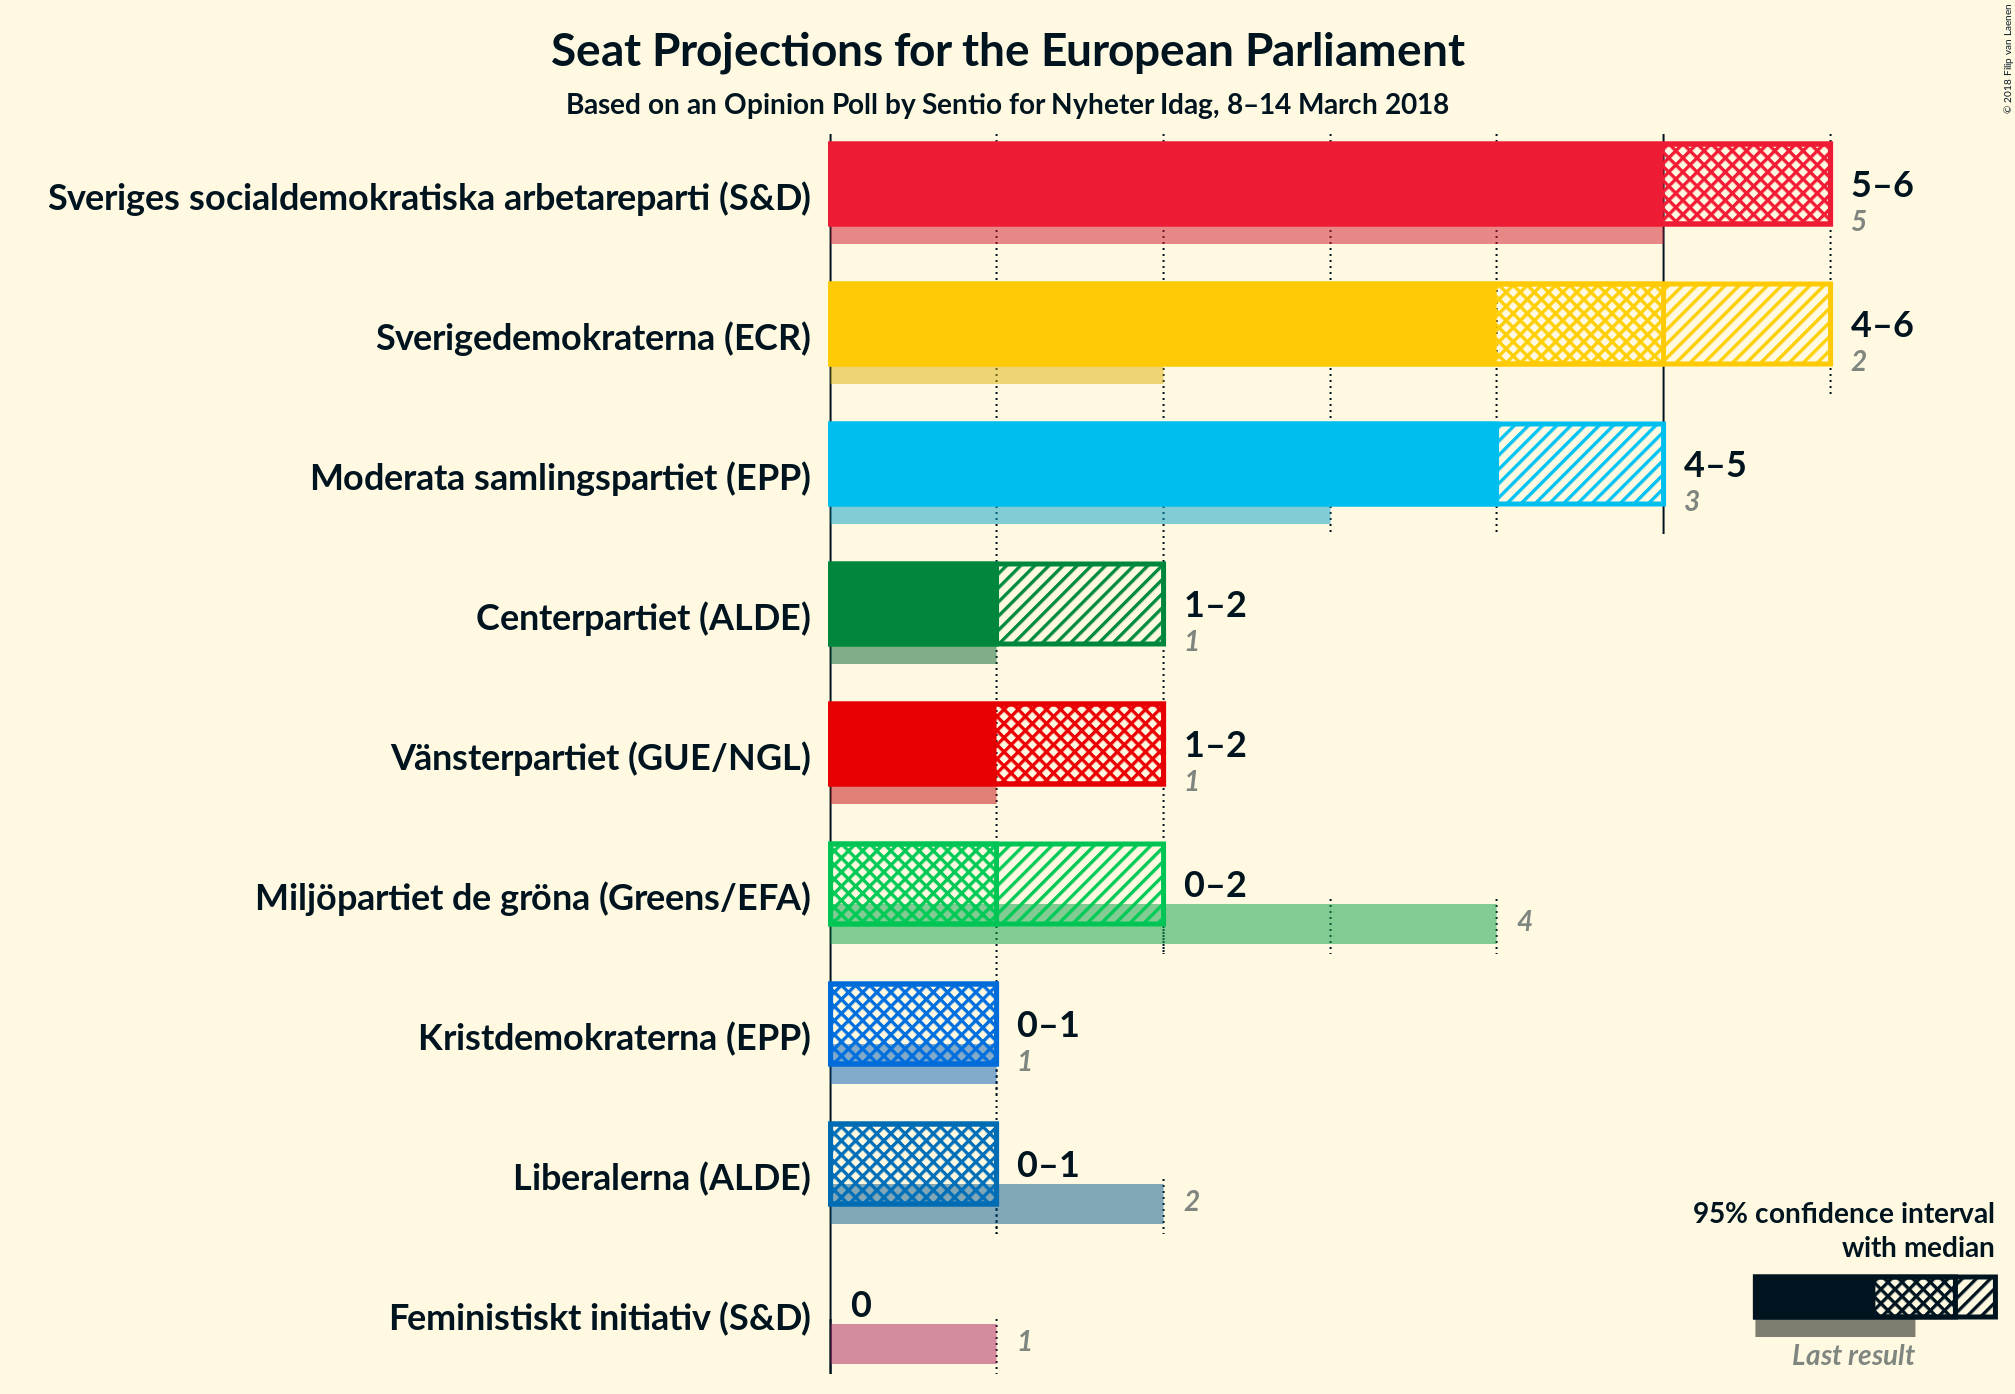 Seat Projections for the European Parliament
Based on an Opinion Poll by Sentio for Nyheter Idag, 8–14 March 2018
© 2018 Filip van Laenen
Sveriges socialdemokratiska arbetareparti (S&D)
5–6
5
Sverigedemokraterna (ECR)
4–6
2
Moderata samlingspartiet (EPP)
4–5
3
Centerpartiet (ALDE)
1–2
1
Vänsterpartiet (GUE/NGL)
1–2
1
Miljöpartiet de gröna (Greens/EFA)
0–2
4
Kristdemokraterna (EPP)
0–1
1
Liberalerna (ALDE)
0–1
2
Feministiskt initiativ (S&D)
0
1
95% confidence interval
with median
Last result